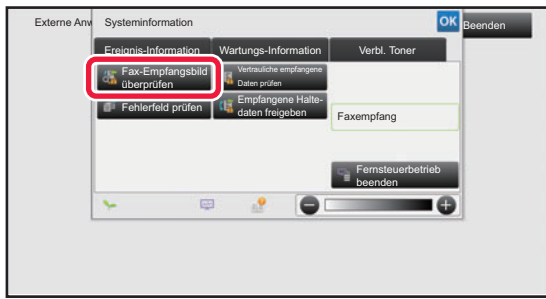 Externe Anw
Systeminformation
OK
Beenden
Ereignis-Information
Wartungs-Information
Verbl. Toner
Fax-Empfangsbild
überprüfen
Vertrauliche empfangene
Daten prüfen
Fehlerfeld prüfen
Empfangene Halte-
daten freigeben
Faxempfang
Fernsteuerbetrieb
beenden